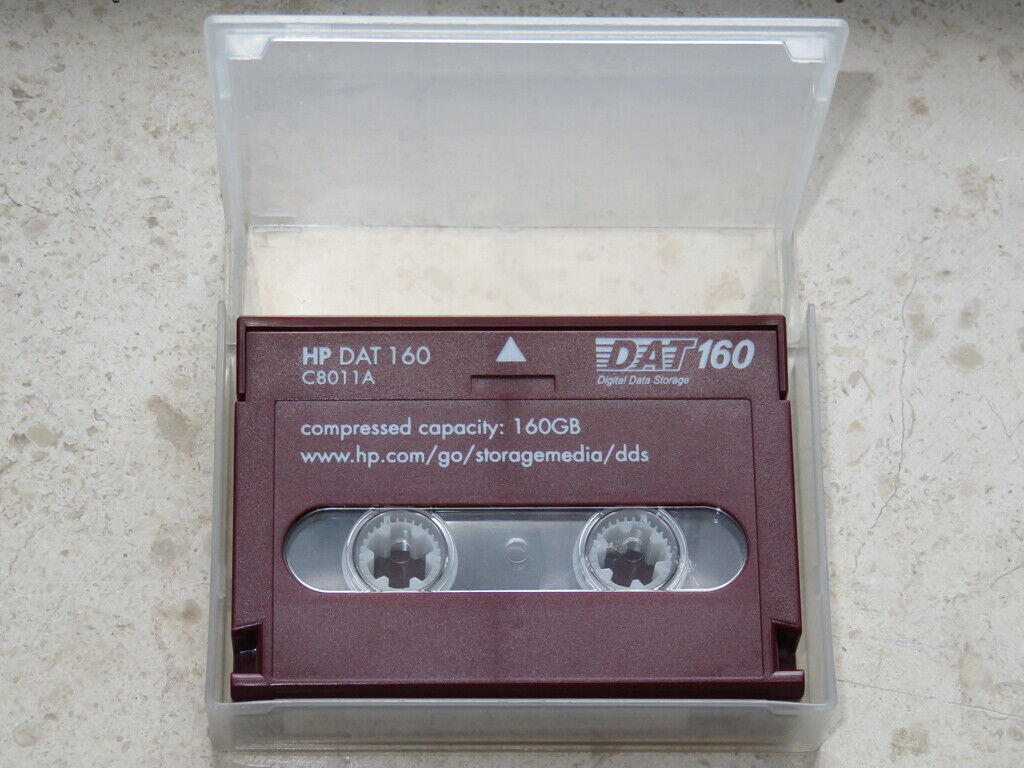 HP DAT 160
C8011A
DAT 160
Digital Data Storage
compressed capacity: 160GB
www.hp.com/go/storagemedia/dds